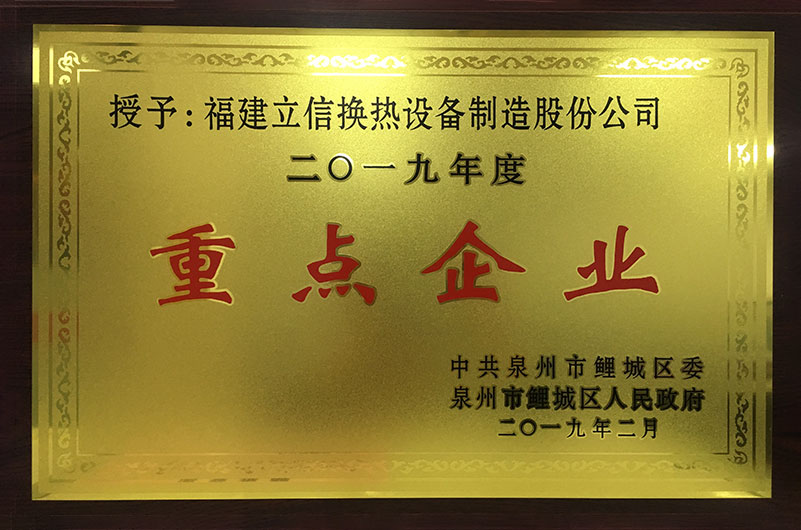 授予：福建立信换热设备制造股份公司
二〇一九年度
重点企业
中共泉州市鲤城区委
泉州市鲤城区人民政府
二〇一九年二月